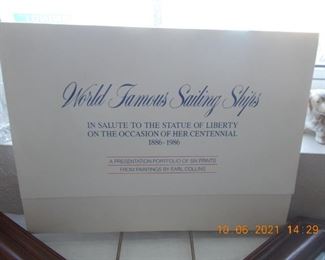 World Famous Sailing Ships
IN SALUTE TO THE STATUE OF LIBERTY
ON THE OCCASION OF HER CENTENNIAL
1886-1986
A PRESENTATION PORTFOLIO OF SIX PRINTS
FROM PAINTINGS BY EARL COLLINS
10 06 2021 14:29